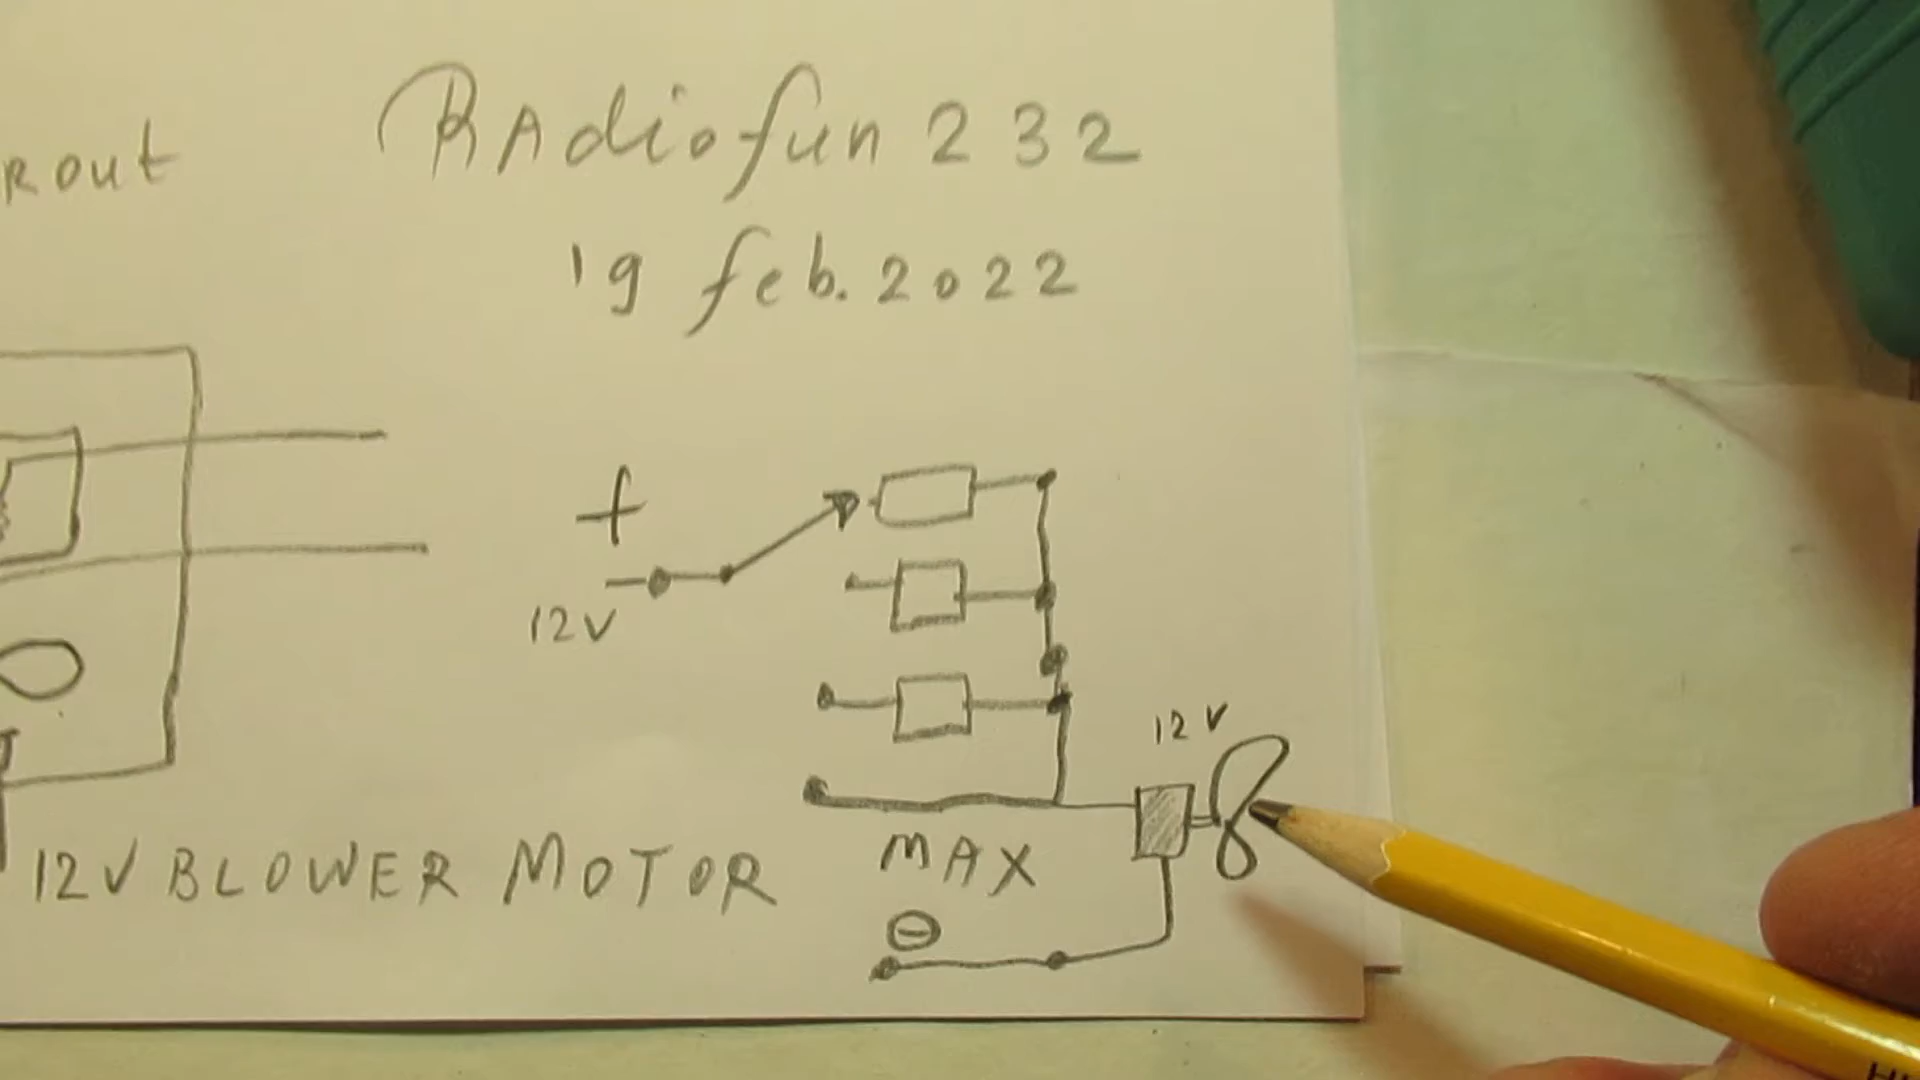 Radiofun 232
rout
19 feb. 2022
+
12V
12V
12V BLOWER MOTOR
MAX
-